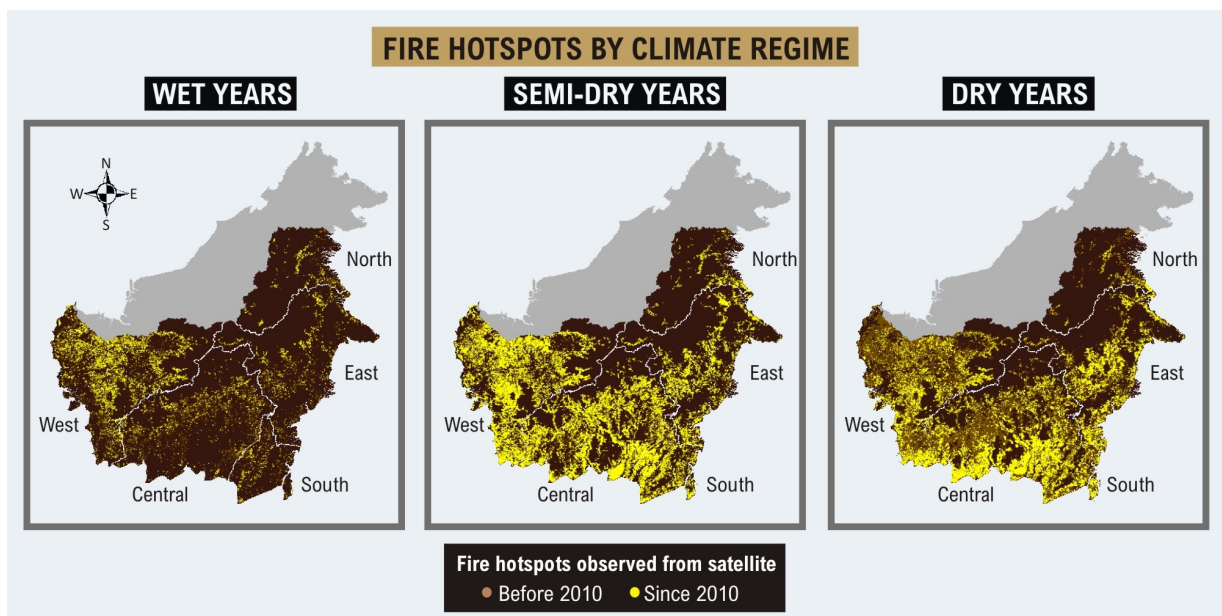 FIRE HOTSPOTS BY CLIMATE REGIME
WET YEARS
SEMI-DRY YEARS
DRY YEARS
N
W E
S
North
East
West
Central
South
North
East
West
Central
South
North
East
West
Central
South
Fire hotspots observed from satellite
Before 2010 Since 2010